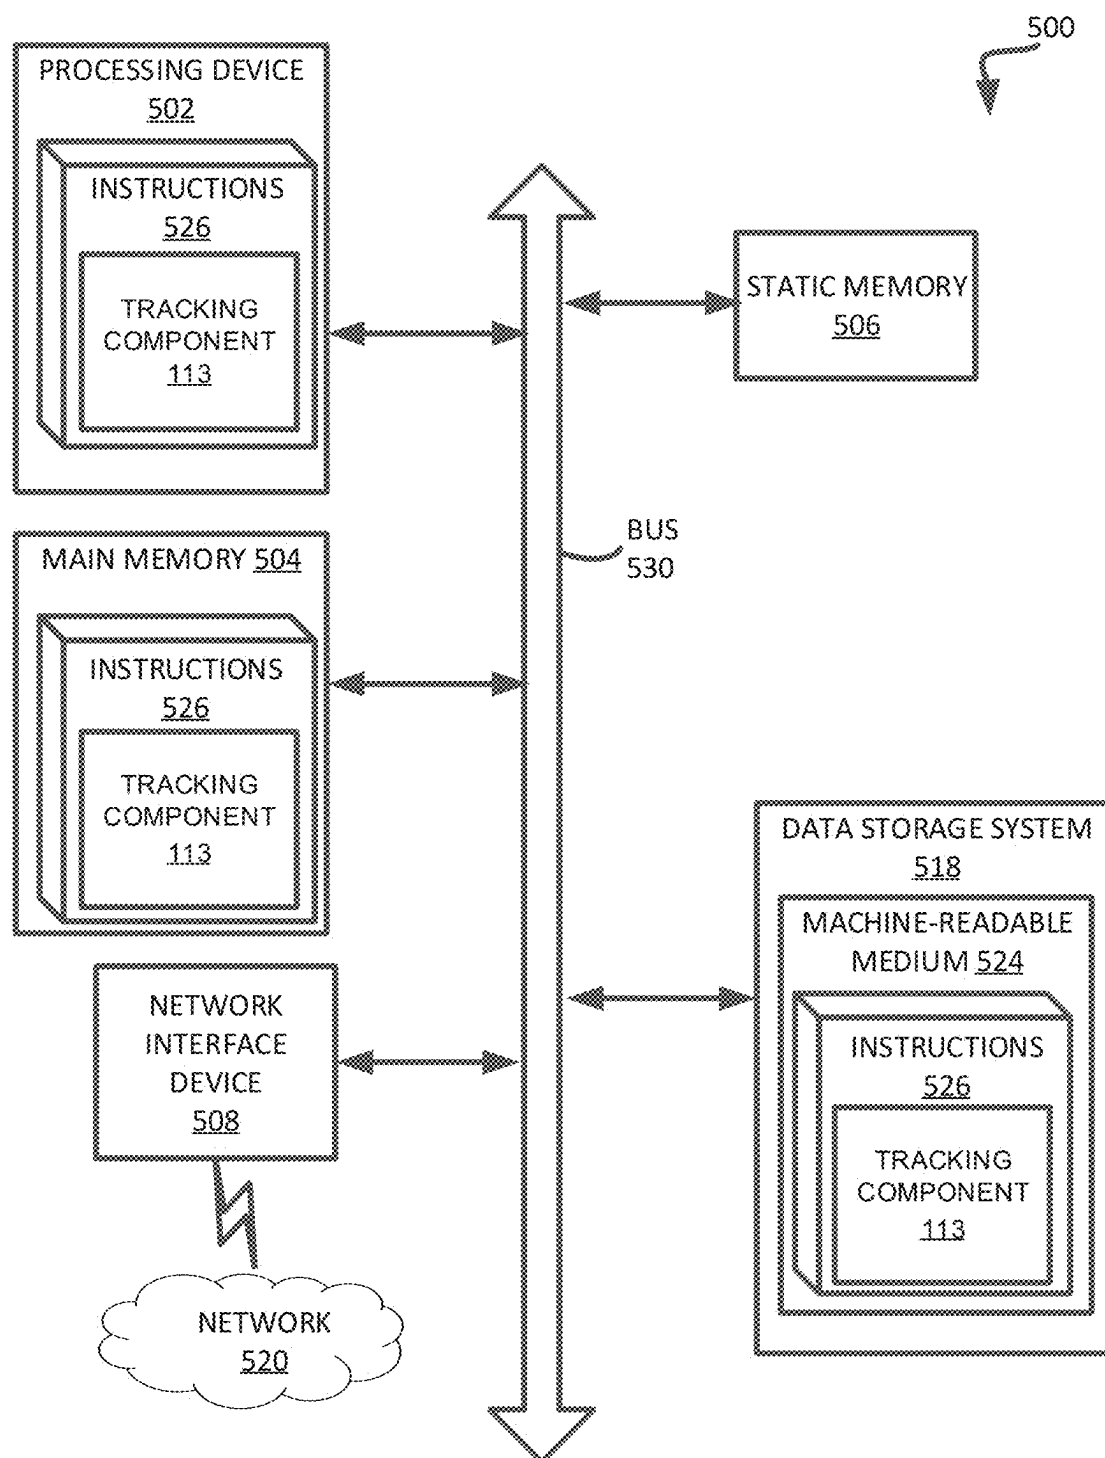 500
PROCESSING DEVICE
502
INSTRUCTIONS
526
TRACKING
COMPONENT
113
STATIC MEMORY
506
BUS
530
MAIN MEMORY 504
INSTRUCTIONS
526
TRACKING
COMPONENT
113
DATA STORAGE SYSTEM
518
MACHINE-READABLE
MEDIUM 524
INSTRUCTIONS
526
TRACKING
COMPONENT
113
NETWORK
INTERFACE
DEVICE
508
NETWORK
520